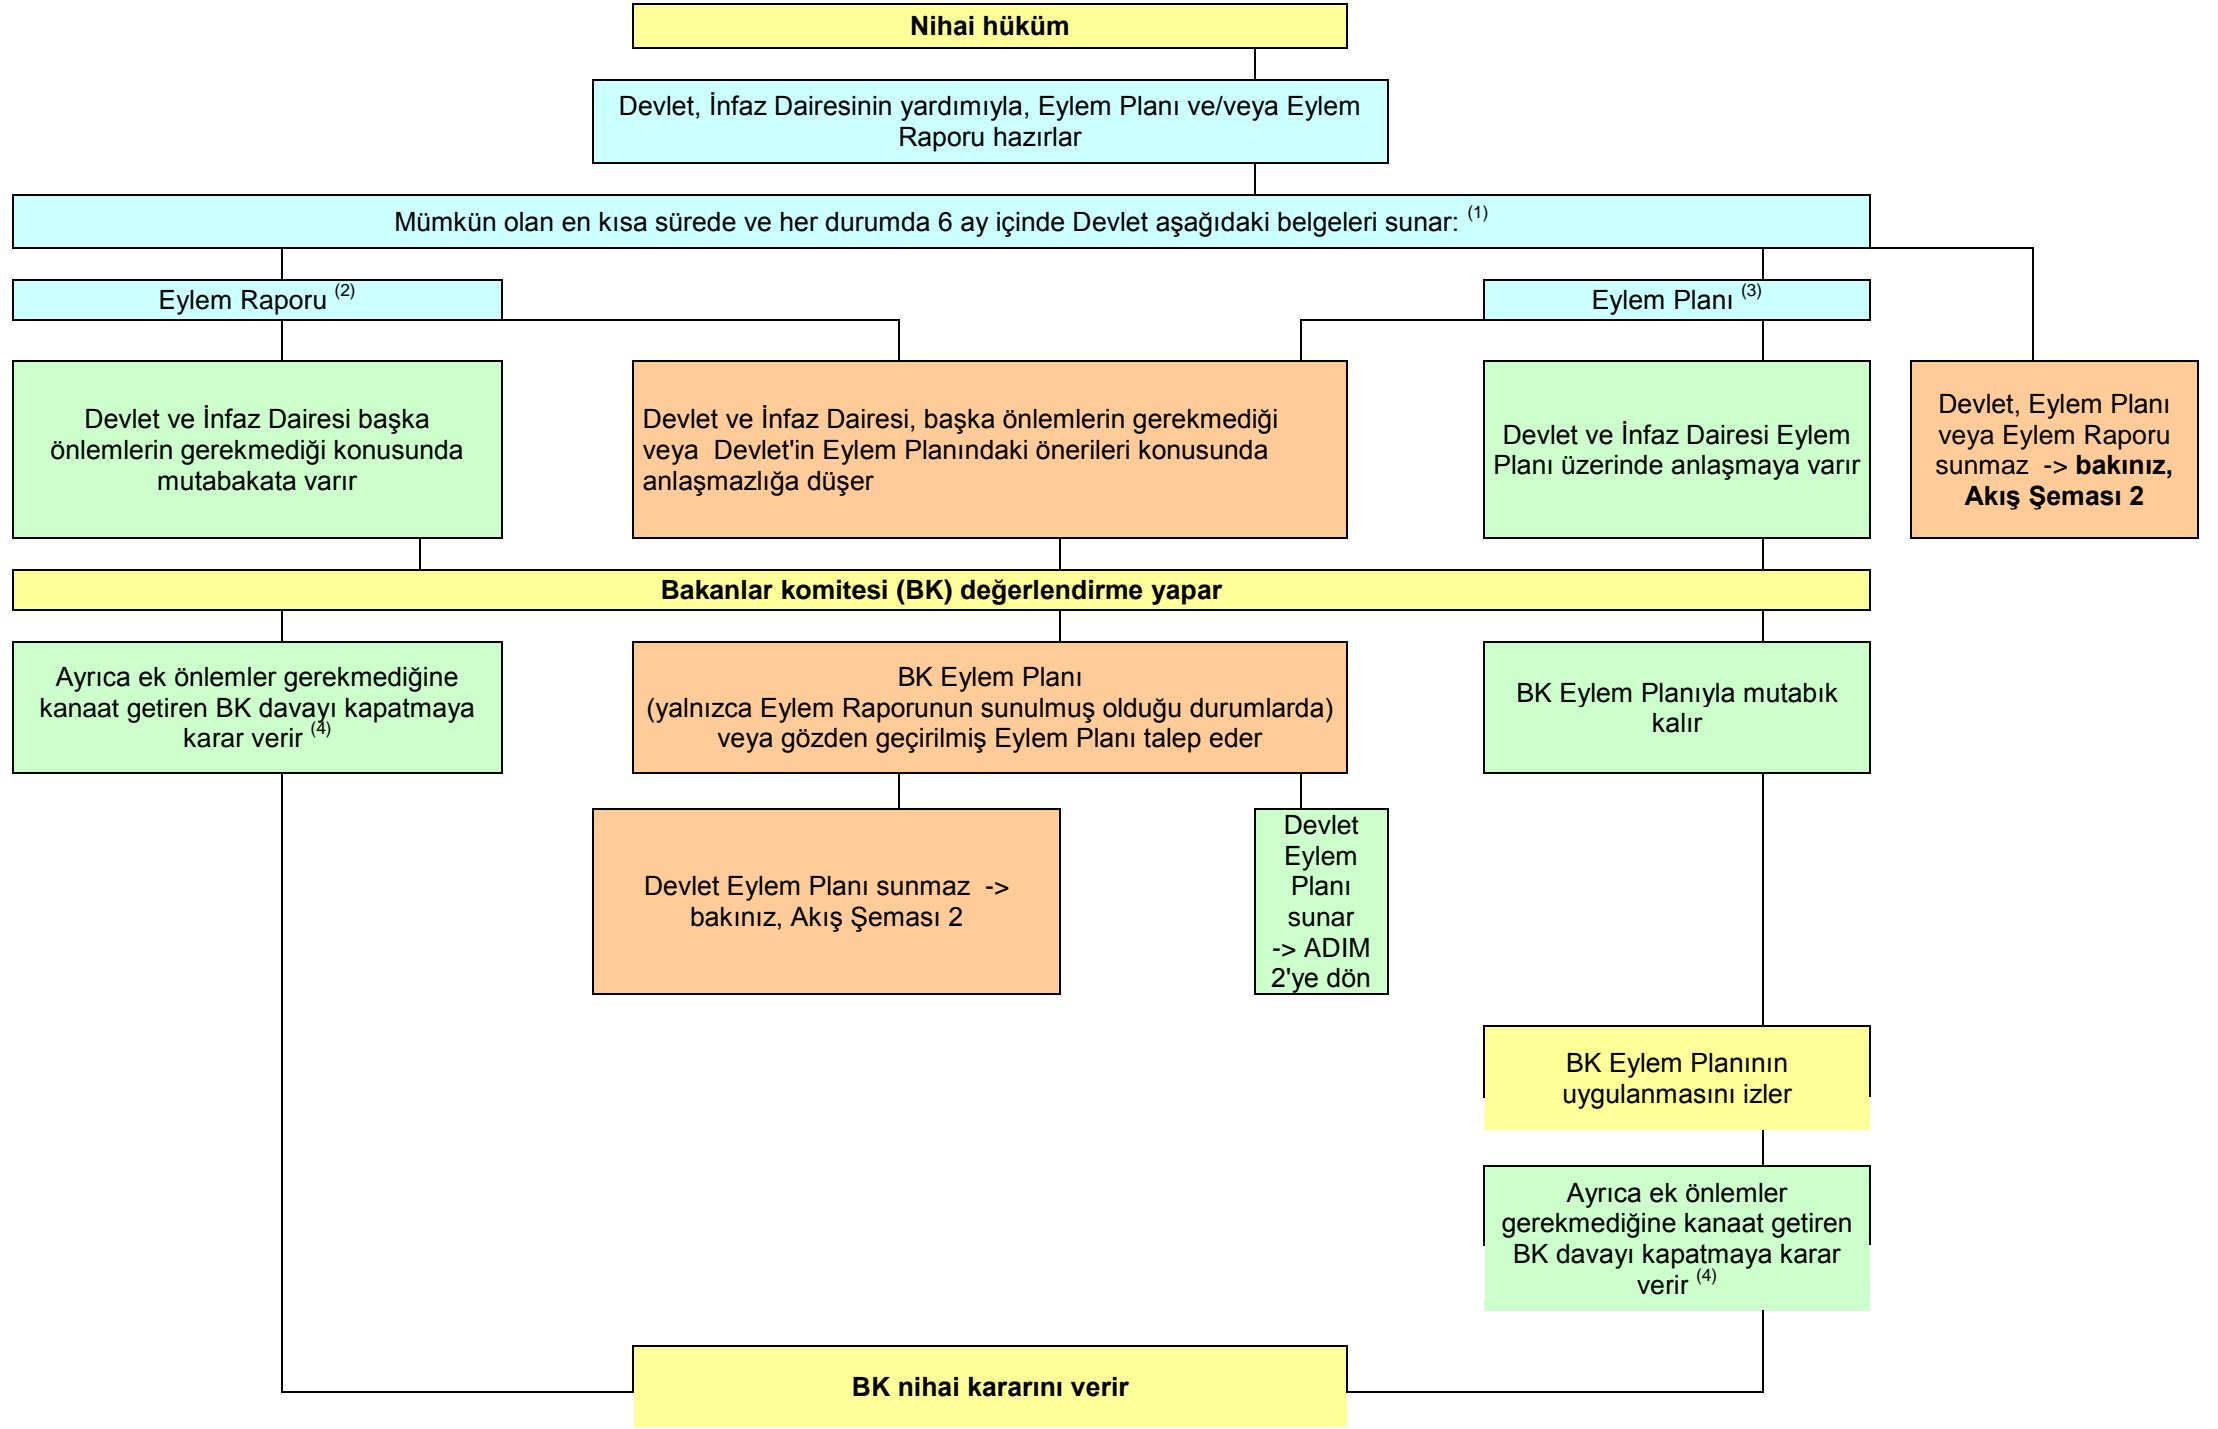 Nihai hüküm
Devlet, İnfaz Dairesinin yardımıyla, Eylem Planı ve/veya Eylem
Raporu hazırlar
Mümkün olan en kısa sürede ve her durumda 6 ay içinde Devlet aşağıdaki belgeleri sunar: (1)
Eylem Raporu (2)
Eylem Planı (3)
Devlet ve İnfaz Dairesi başka
önlemlerin gerekmediği konusunda
mutabakata varır
Devlet ve İnfaz Dairesi, başka önlemlerin gerekmediği
veya  Devlet'in Eylem Planındaki önerileri konusunda
anlaşmazlığa düşer
Devlet ve İnfaz Dairesi Eylem
Planı üzerinde anlaşmaya varır
Devlet, Eylem Planı
veya Eylem Raporu
sunmaz  -> bakınız,
Akış Şeması 2
Bakanlar komitesi (BK) değerlendirme yapar
Ayrıca ek önlemler gerekmediğine
kanaat getiren BK davayı kapatmaya
karar verir (4)
BK Eylem Planı
(yalnızca Eylem Raporunun sunulmuş olduğu durumlarda)
veya gözden geçirilmiş Eylem Planı talep eder
BK Eylem Planıyla mutabık
kalır
Devlet Eylem Planı sunmaz  ->
bakınız, Akış Şeması 2
Devlet
Eylem
Planı
sunar
-> ADIM
2'ye dön
BK Eylem Planının
uygulanmasını izler
Ayrıca ek önlemler
gerekmediğine kanaat getiren
BK davayı kapatmaya karar
verir (4)
BK nihai kararını verir